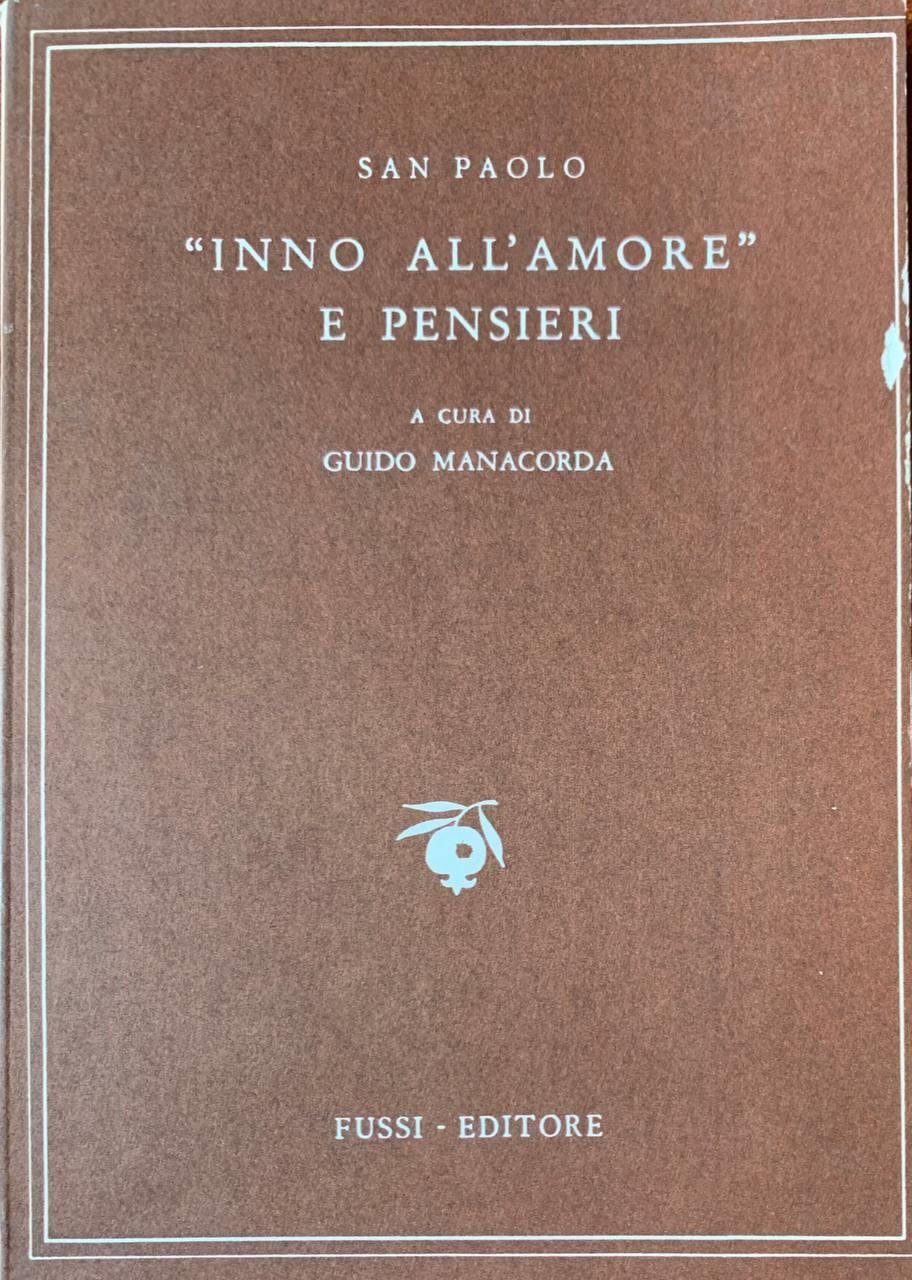 SAN PAOLO
“INNO ALL’AMORE”
E PENSIERI
A CURA DI
GUIDO MANACORDA
FUSSI - EDITORE